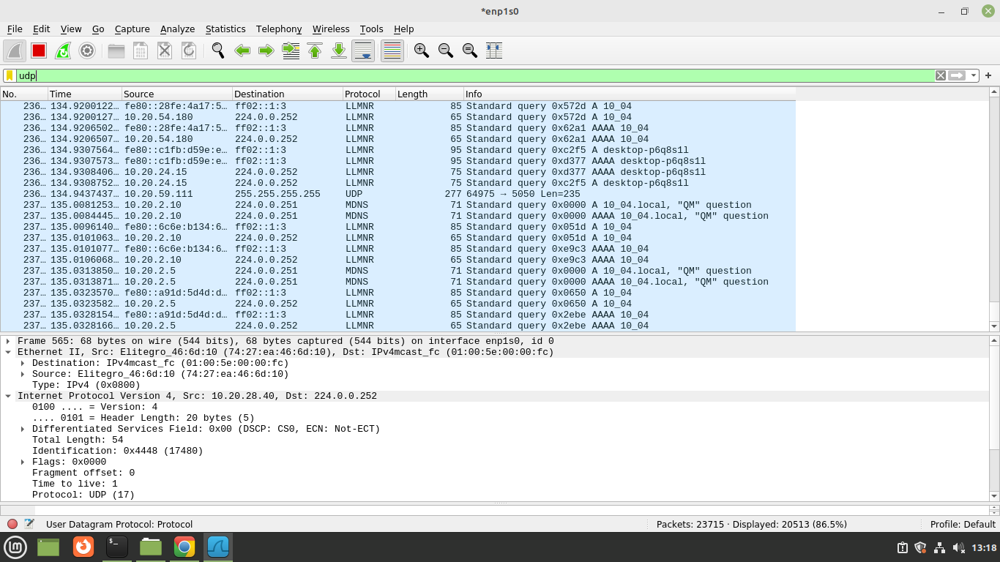 *enp1s0
File Edit View Go Capture Analyze Statistics Telephony Wireless Tools Help
udp
No. Time Source Destination Protocol Length Info
236… 134.9200122… fe80::28fe:4a17:5… ff02::1:3 LLMNR 85 Standard query 0x572d A 10_04
236… 134.9200127… 10.20.54.180 224.0.0.252 LLMNR 65 Standard query 0x572d A 10_04
236… 134.9206502… fe80::28fe:4a17:5… ff02::1:3 LLMNR 85 Standard query 0x62a1 AAAA 10_04
236… 134.9206507… 10.20.54.180 224.0.0.252 LLMNR 65 Standard query 0x62a1 AAAA 10_04
236… 134.9307564… fe80::c1fb:d59e:e… ff02::1:3 LLMNR 95 Standard query 0xc2f5 A desktop-p6q8s1l
236… 134.9307573… fe80::c1fb:d59e:e… ff02::1:3 LLMNR 95 Standard query 0xd377 AAAA desktop-p6q8s1l
236… 134.9308406… 10.20.24.15 224.0.0.252 LLMNR 75 Standard query 0xd377 AAAA desktop-p6q8s1l
236… 134.9308752… 10.20.24.15 224.0.0.252 LLMNR 75 Standard query 0xc2f5 A desktop-p6q8s1l
236… 134.9437437… 10.20.59.111 255.255.255.255 UDP 277 64975 → 5050 Len=235
237… 135.0081253… 10.20.2.10 224.0.0.251 MDNS 71 Standard query 0x0000 A 10_04.local, "QM" question
237… 135.0084445… 10.20.2.10 224.0.0.251 MDNS 71 Standard query 0x0000 AAAA 10_04.local, "QM" question
237… 135.0096140… fe80::6c6e:b134:6… ff02::1:3 LLMNR 85 Standard query 0x051d A 10_04
237… 135.0101063… 10.20.2.10 224.0.0.252 LLMNR 65 Standard query 0x051d A 10_04
237… 135.0101077… fe80::6c6e:b134:6… ff02::1:3 LLMNR 85 Standard query 0xe9c3 AAAA 10_04
237… 135.0106068… 10.20.2.10 224.0.0.252 LLMNR 65 Standard query 0xe9c3 AAAA 10_04
237… 135.0313850… 10.20.2.5 224.0.0.251 MDNS 71 Standard query 0x0000 A 10_04.local, "QM" question
237… 135.0313871… 10.20.2.5 224.0.0.251 MDNS 71 Standard query 0x0000 AAAA 10_04.local, "QM" question
237… 135.0323570… fe80::a91d:5d4d:d… ff02::1:3 LLMNR 85 Standard query 0x0650 A 10_04
237… 135.0323582… 10.20.2.5 224.0.0.252 LLMNR 65 Standard query 0x0650 A 10_04
237… 135.0328154… fe80::a91d:5d4d:d… ff02::1:3 LLMNR 85 Standard query 0x2ebe AAAA 10_04
237… 135.0328166… 10.20.2.5 224.0.0.252 LLMNR 65 Standard query 0x2ebe AAAA 10_04
Frame 565: 68 bytes on wire (544 bits), 68 bytes captured (544 bits) on interface enp1s0, id 0
Ethernet II, Src: Elitegro_46:6d:10 (74:27:ea:46:6d:10), Dst: IPv4mcast_fc (01:00:5e:00:00:fc)
Destination: IPv4mcast_fc (01:00:5e:00:00:fc)
Source: Elitegro_46:6d:10 (74:27:ea:46:6d:10)
Type: IPv4 (0x0800)
Internet Protocol Version 4, Src: 10.20.28.40, Dst: 224.0.0.252
0100 .... = Version: 4
.... 0101 = Header Length: 20 bytes (5)
Differentiated Services Field: 0x00 (DSCP: CS0, ECN: Not-ECT)
Total Length: 54
Identification: 0x4448 (17480)
Flags: 0x0000
Fragment offset: 0
Time to live: 1
Protocol: UDP (17)
User Datagram Protocol: Protocol Packets: 23715 · Displayed: 20513 (86.5%) Profile: Default
13:18